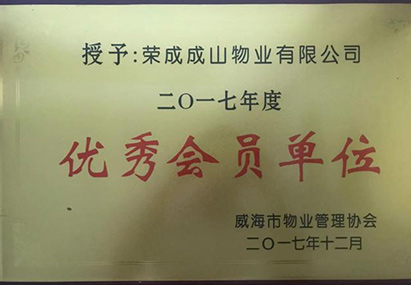 授予:荣成成山物业有限公司
二〇一七年度
优秀会员单位
威海市物业管理协会
二〇一七年十二月